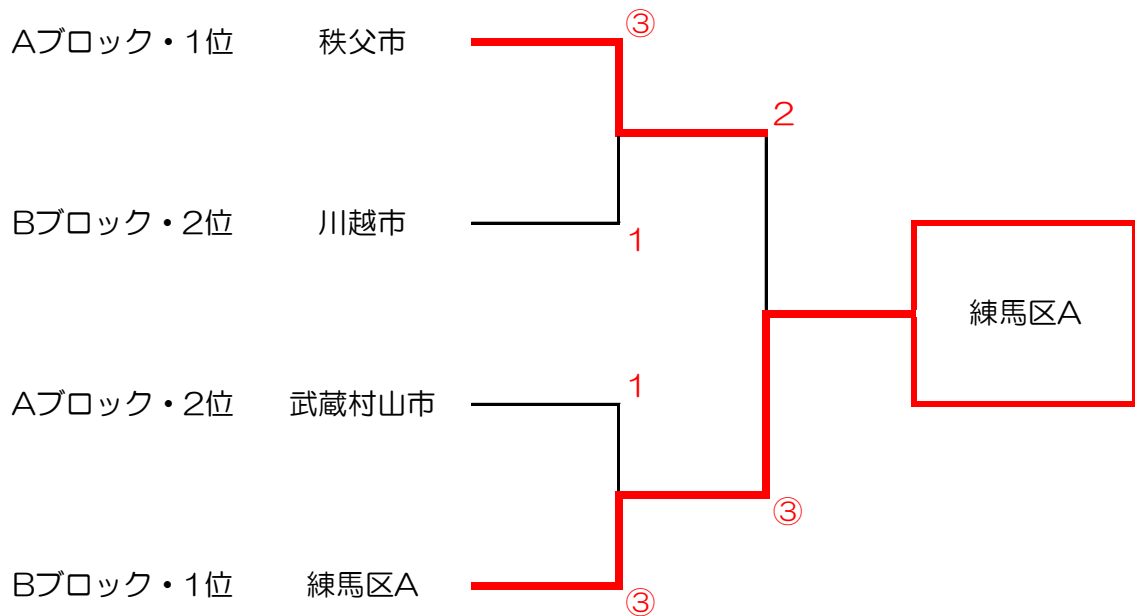 Aブロック・1位 秩父市 ③
2
Bブロック・2位 川越市 1
練馬区A
Aブロック・2位 武蔵村山市 1
③
Bブロック・1位 練馬区A ③